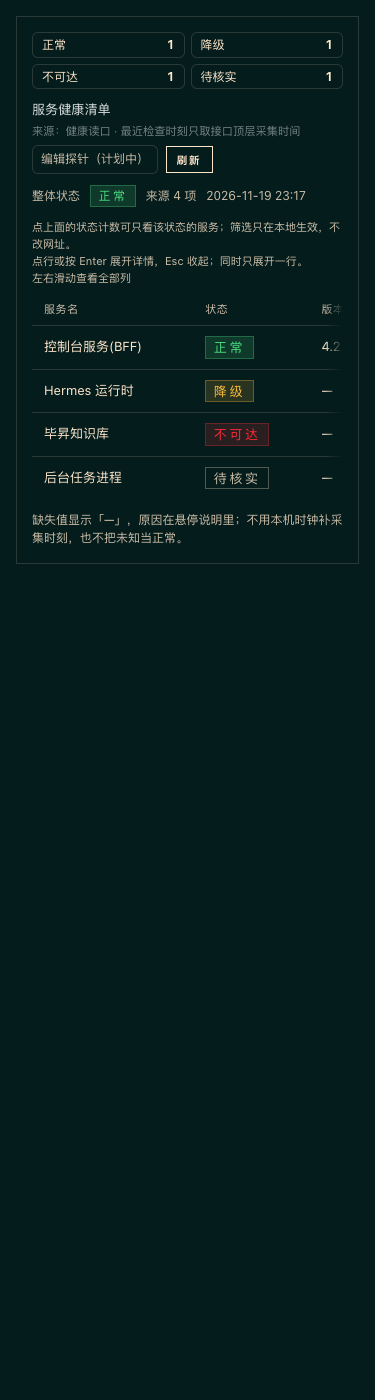 正常 1 降级 1
不可达 1 待核实 1
服务健康清单
来源：健康读口 · 最近检查时刻只取接口顶层采集时间
编辑探针（计划中） 刷新
整体状态 正常 来源 4 项 2026-11-19 23:17
点上面的状态计数可只看该状态的服务；筛选只在本地生效，不
改网址。
点行或按 Enter 展开详情，Esc 收起；同时只展开一行。
左右滑动查看全部列
服务名 状态 版本
控制台服务(BFF) 正常 4.2
Hermes 运行时 降级 —
毕昇知识库 不可达 —
后台任务进程 待核实 —
缺失值显示「—」，原因在悬停说明里；不用本机时钟补采
集时刻，也不把未知当正常。